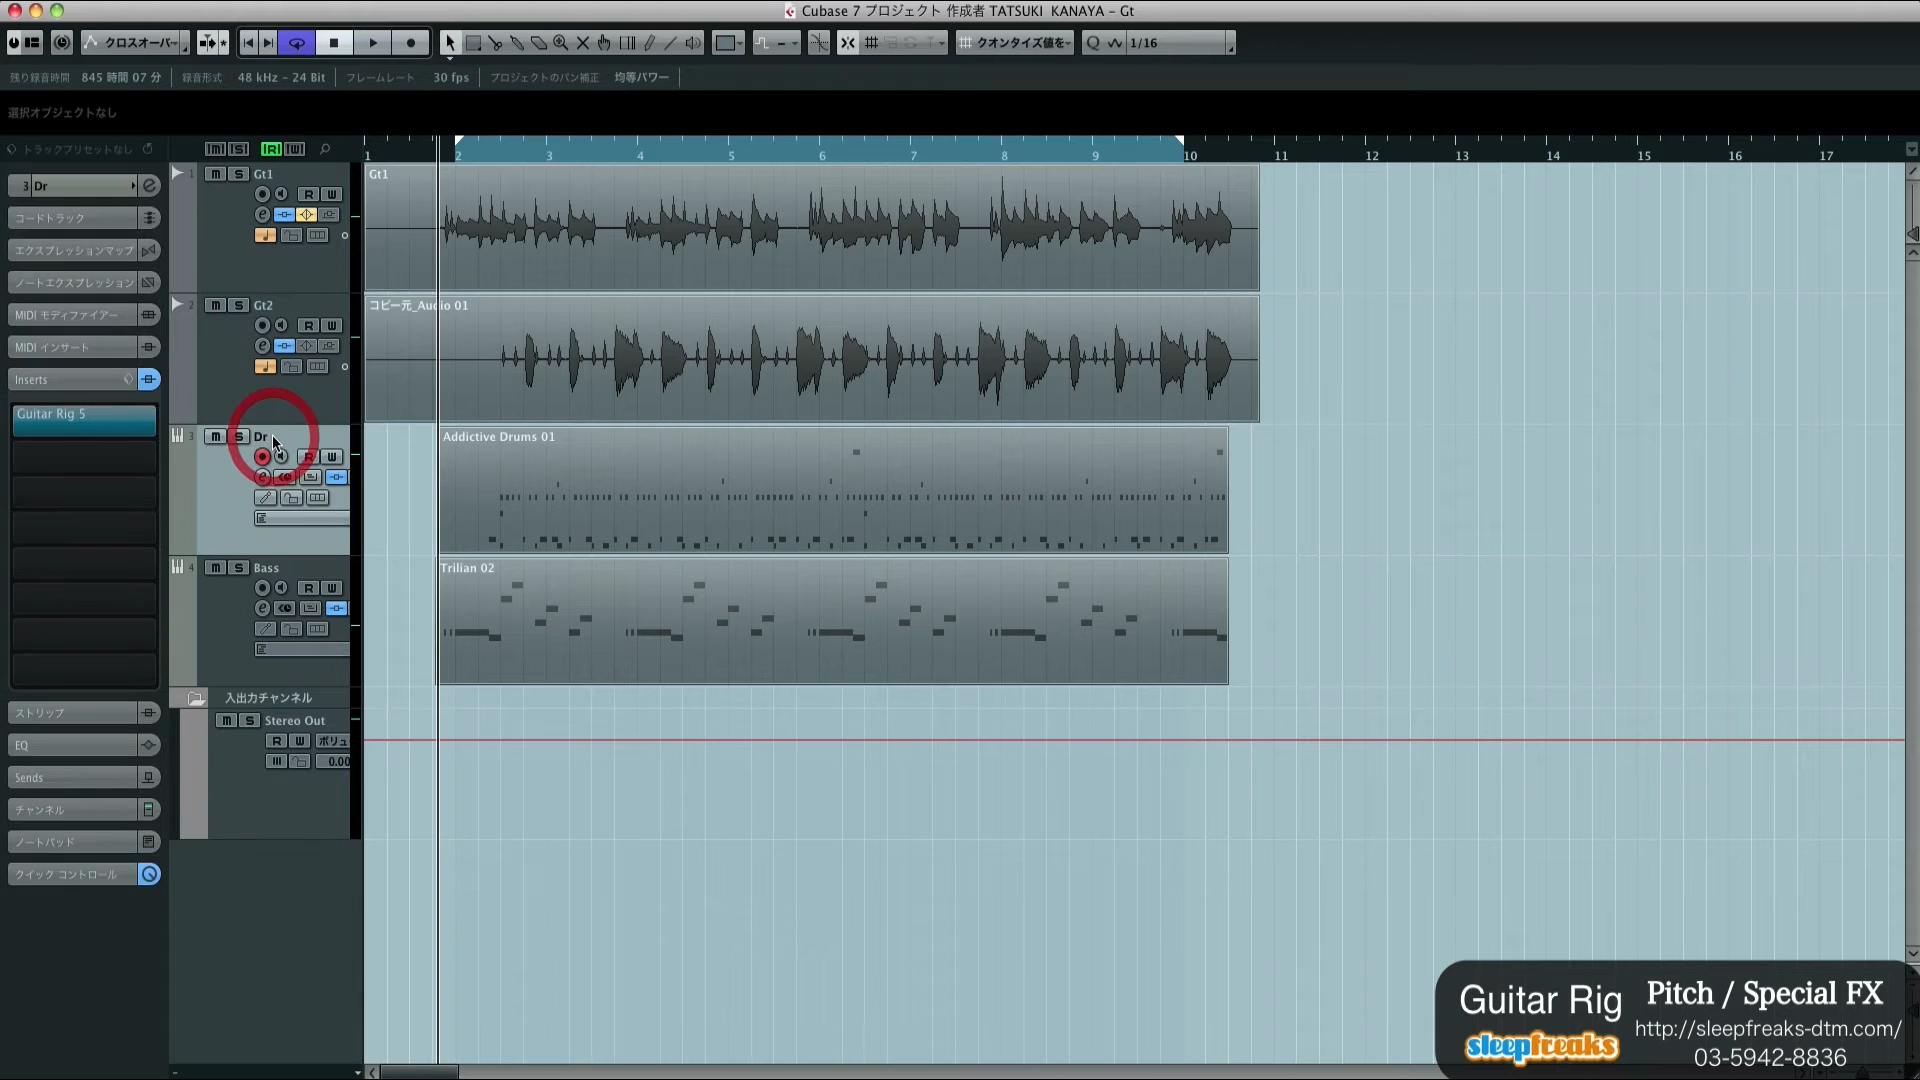 Cubase 7 プロジェクト 作成者 TATSUKI KANAYA – Gt
クロスオーバー
クオンタイズ値を
1/16
残り録音時間 845 時間 07 分 録音形式 48 kHz – 24 Bit フレームレート 30 fps プロジェクトのパン補正 均等パワー
選択オブジェクトなし
トラックプリセットなし
1 2 3 4 5 6 7 8 9 10 11 12 13 14 15 16 17
3 Dr
コードトラック
エクスプレッションマップ
ノートエクスプレッション
MIDI モディファイアー
MIDI インサート
Inserts
Guitar Rig 5
ストリップ
EQ
Sends
チャンネル
ノートパッド
クイック コントロール
1 M S Gt1
R W
Gt1
2 M S Gt2
R W
コピー元_Audio 01
3 M S Dr
R W
Addictive Drums 01
4 M S Bass
R W
Trilian 02
入出力チャンネル
M S Stereo Out
R W ボリュ
0.00
Guitar Rig Pitch / Special FX
sleepfreaks
http://sleepfreaks-dtm.com/
03-5942-8836